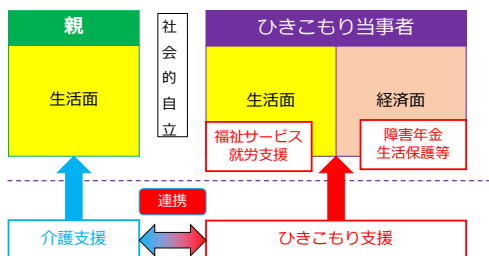 親
社会的自立
ひきこもり当事者
生活面
生活面
経済面
福祉サービス
就労支援
障害年金
生活保護等
連携
介護支援
ひきこもり支援